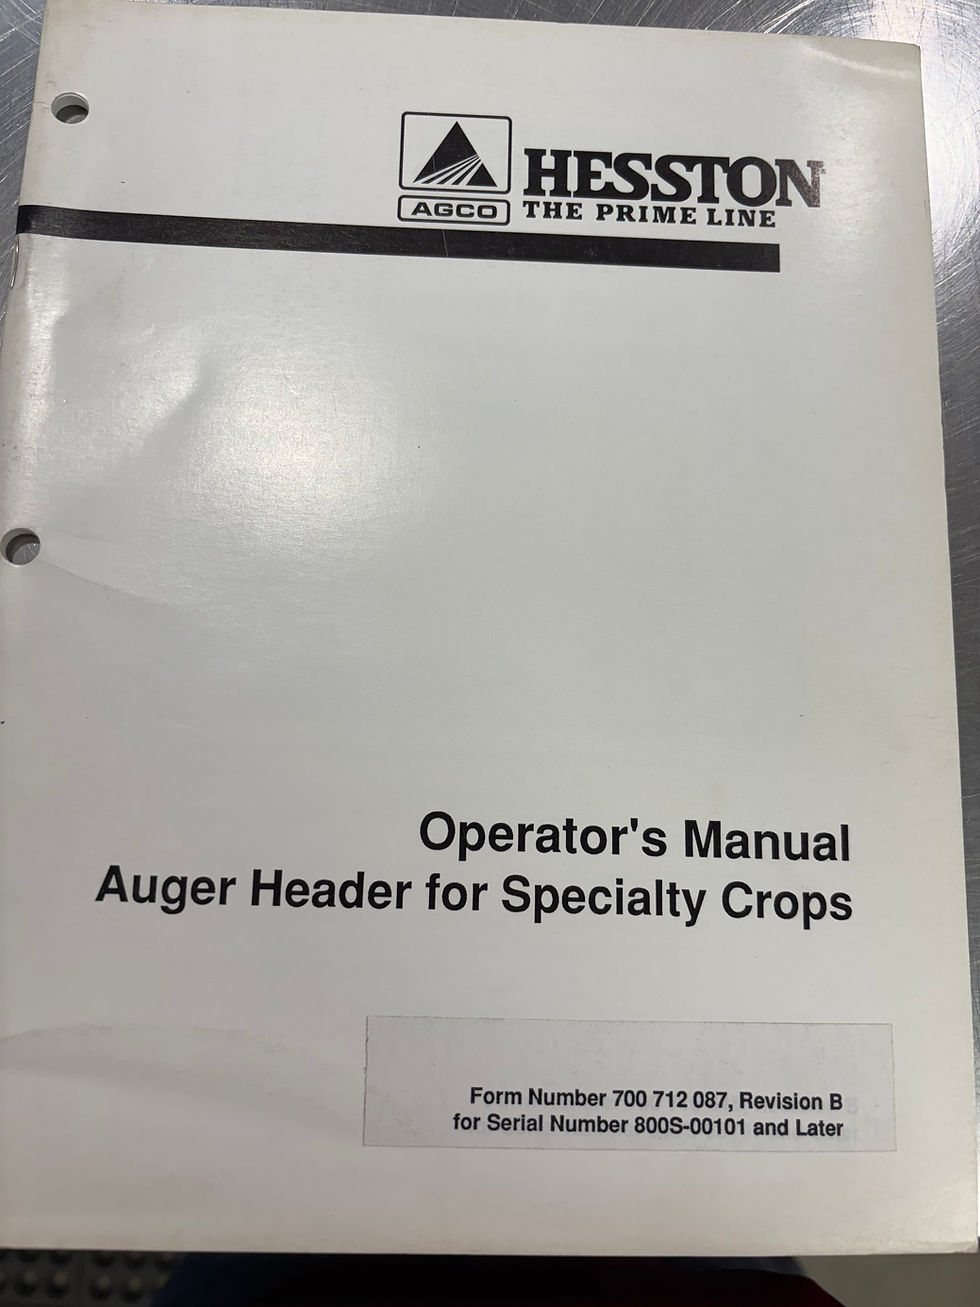 HESSTON
AGCO THE PRIME LINE
Operator's Manual
Auger Header for Specialty Crops
Form Number 700 712 087, Revision B
for Serial Number 800S-00101 and Later